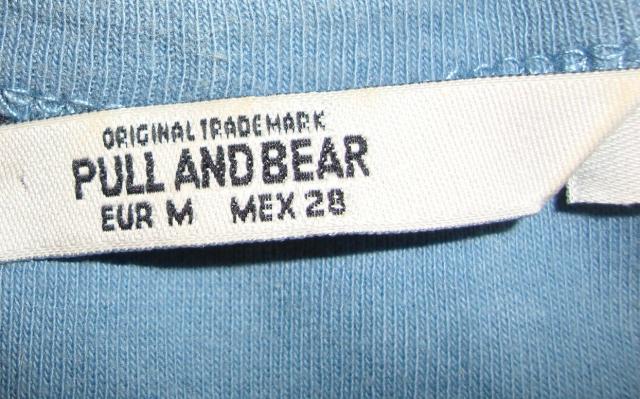 ORIGINAL TRADEMARK
PULL AND BEAR
EUR M MEX 28